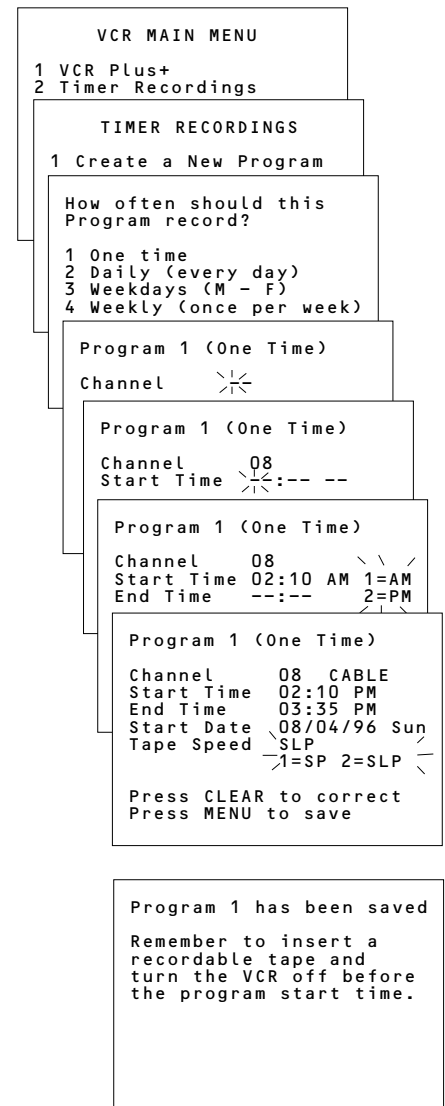 VCR MAIN MENU
1 VCR Plus+
2 Timer Recordings
TIMER RECORDINGS
1 Create a New Program
How often should this
Program record?
1 One time
2 Daily (every day)
3 Weekdays (M – F)
4 Weekly (once per week)
Program 1 (One Time)
Channel --
Program 1 (One Time)
Channel 08
Start Time --:-- --
Program 1 (One Time)
Channel 08
Start Time 02:10 AM 1=AM
End Time --:-- 2=PM
Program 1 (One Time)
Channel 08 CABLE
Start Time 02:10 PM
End Time 03:35 PM
Start Date 08/04/96 Sun
Tape Speed SLP
1=SP 2=SLP
Press CLEAR to correct
Press MENU to save
Program 1 has been saved
Remember to insert a
recordable tape and
turn the VCR off before
the program start time.